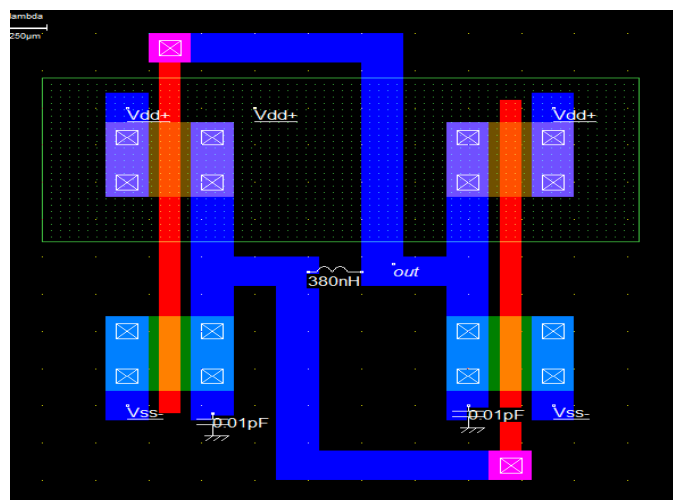 lambda
250µm
Vdd+
Vdd+
Vdd+
out
380nH
Vss-
0.01pF
0.01pF
Vss-